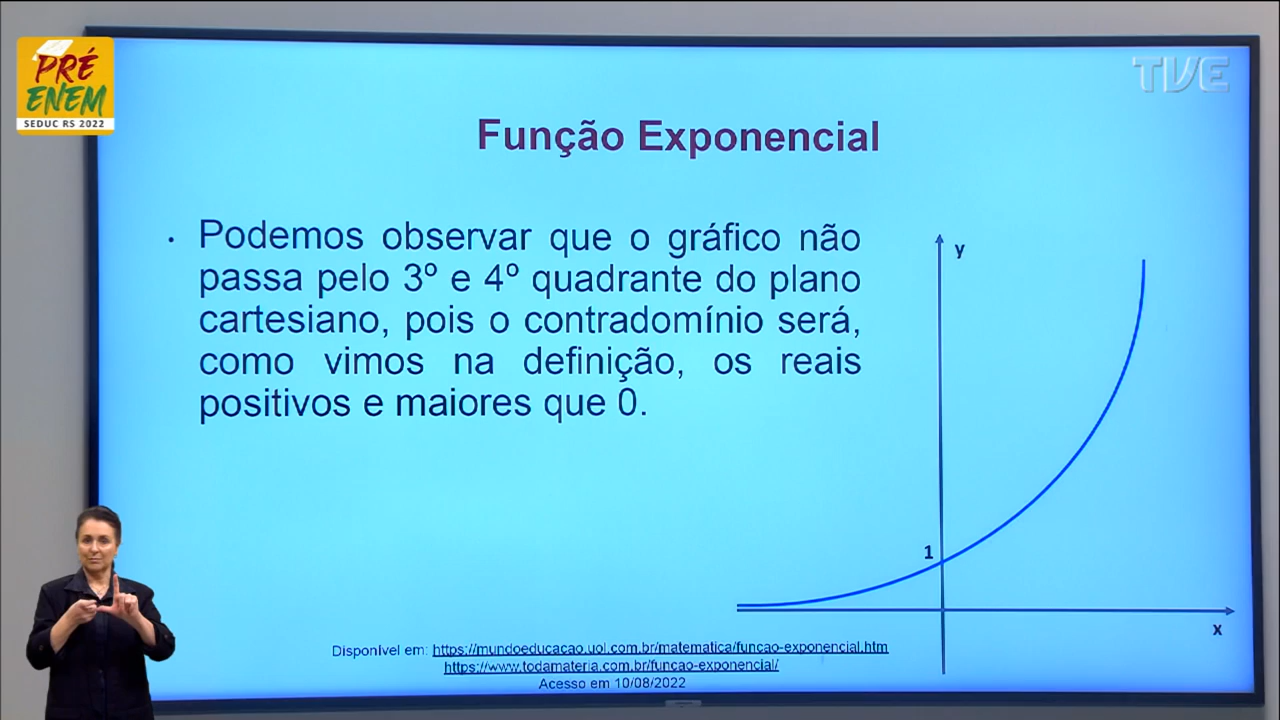 PRÉ
ENEM
SEDUC RS 2022
TVE
Função Exponencial
• Podemos observar que o gráfico não
passa pelo 3º e 4º quadrante do plano
cartesiano, pois o contradomínio será,
como vimos na definição, os reais
positivos e maiores que 0.
y
1
x
Disponível em: https://mundoeducacao.uol.com.br/matematica/funcao-exponencial.htm
https://www.todamateria.com.br/funcao-exponencial/
Acesso em 10/08/2022